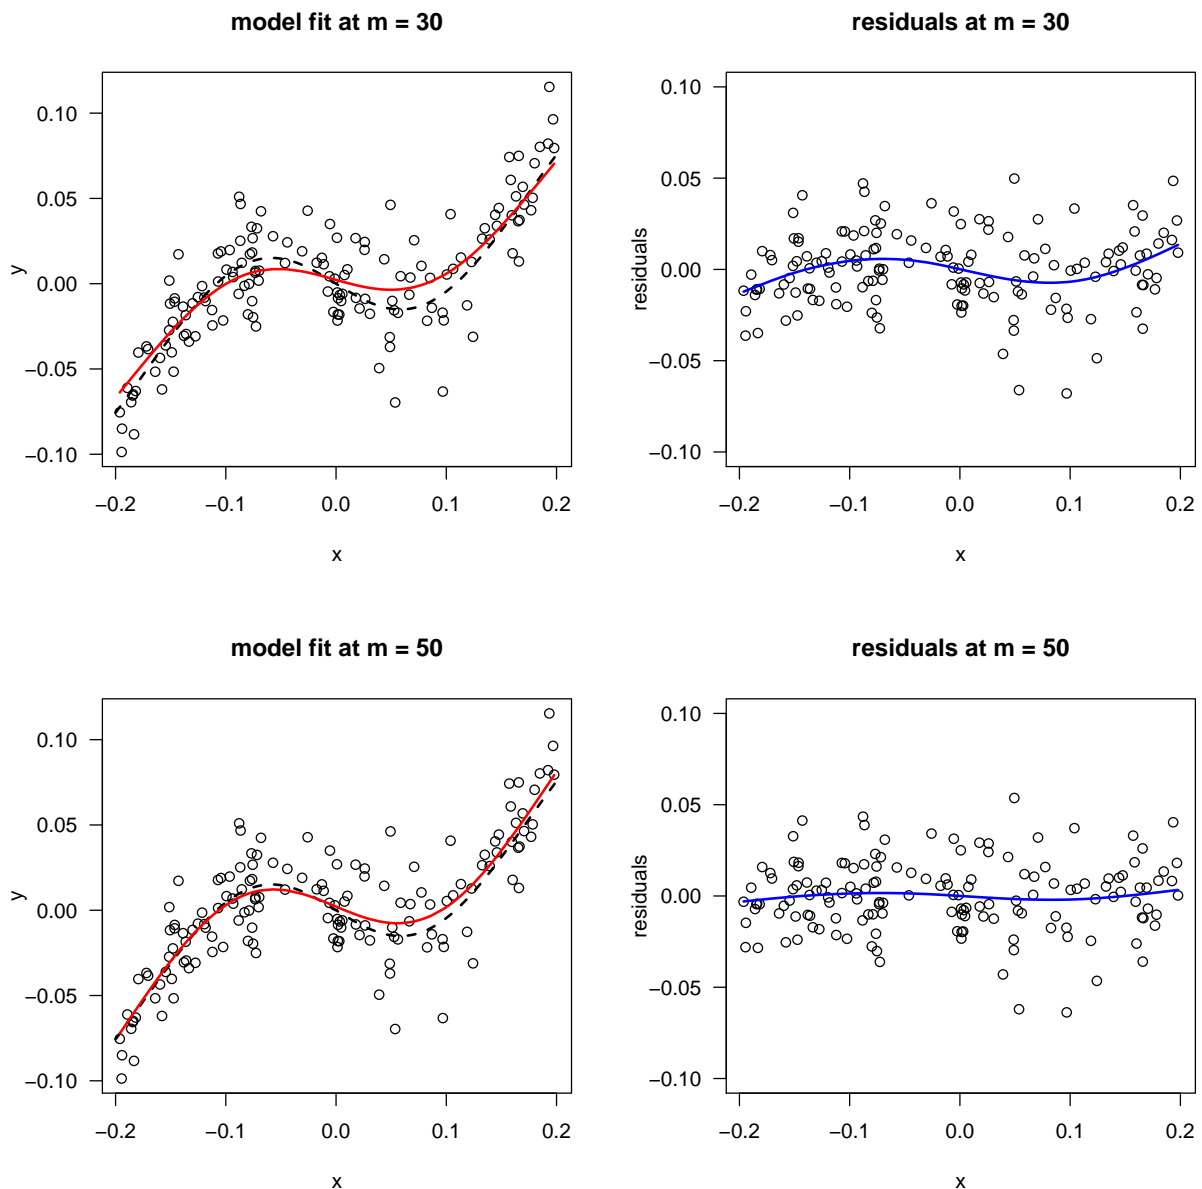 model fit at m = 30
y
0.10
0.05
0.00
−0.05
−0.10
−0.2 −0.1 0.0 0.1 0.2
x
residuals at m = 30
residuals
0.10
0.05
0.00
−0.05
−0.10
−0.2 −0.1 0.0 0.1 0.2
x
model fit at m = 50
y
0.10
0.05
0.00
−0.05
−0.10
−0.2 −0.1 0.0 0.1 0.2
x
residuals at m = 50
residuals
0.10
0.05
0.00
−0.05
−0.10
−0.2 −0.1 0.0 0.1 0.2
x